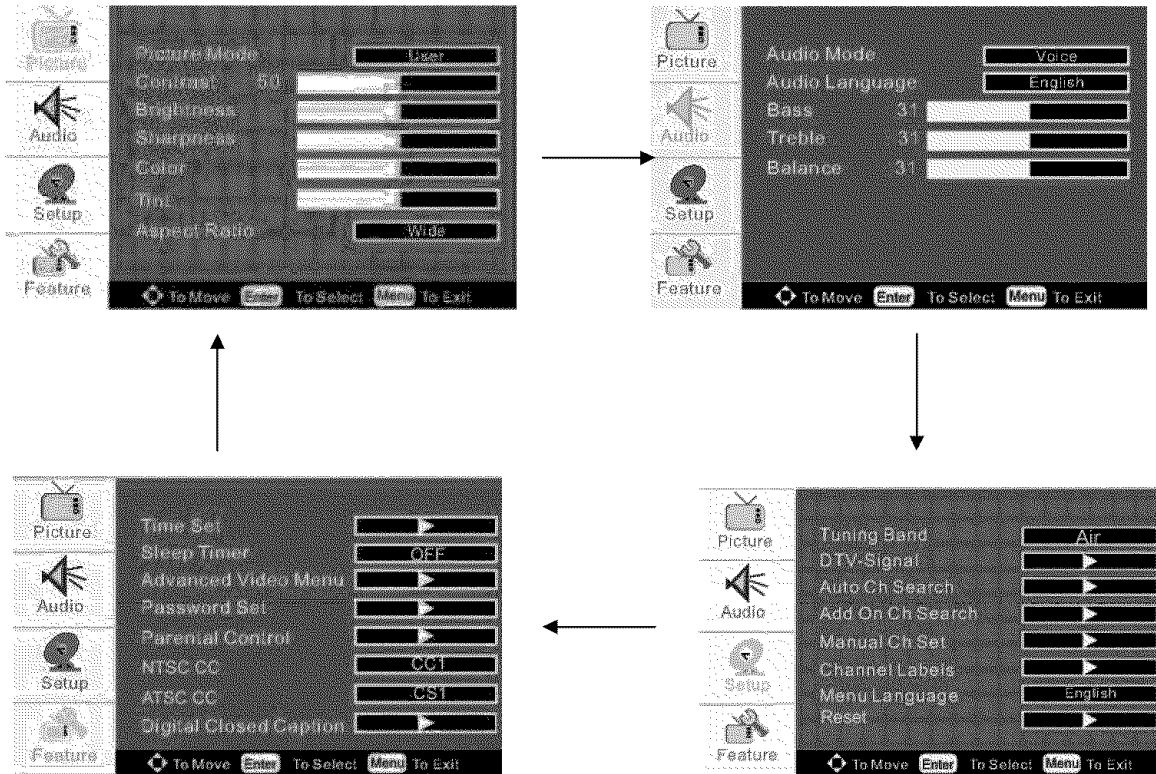 Picture
Audio
Setup
Feature
Picture Mode User
Contrast 50
Brightness
Sharpness
Color
Tint
Aspect Ratio Wide
To Move Enter To Select Menu To Exit
Picture
Audio
Setup
Feature
Audio Mode Voice
Audio Language English
Bass 31
Treble 31
Balance 31
To Move Enter To Select Menu To Exit
Picture
Audio
Setup
Feature
Time Set
Sleep Timer OFF
Advanced Video Menu
Password Set
Parental Control
NTSC CC CC1
ATSC CC CS1
Digital Closed Caption
To Move Enter To Select Menu To Exit
Picture
Audio
Setup
Feature
Tuning Band Air
DTV-Signal
Auto Ch Search
Add On Ch Search
Manual Ch Set
Channel Labels
Menu Language English
Reset
To Move Enter To Select Menu To Exit